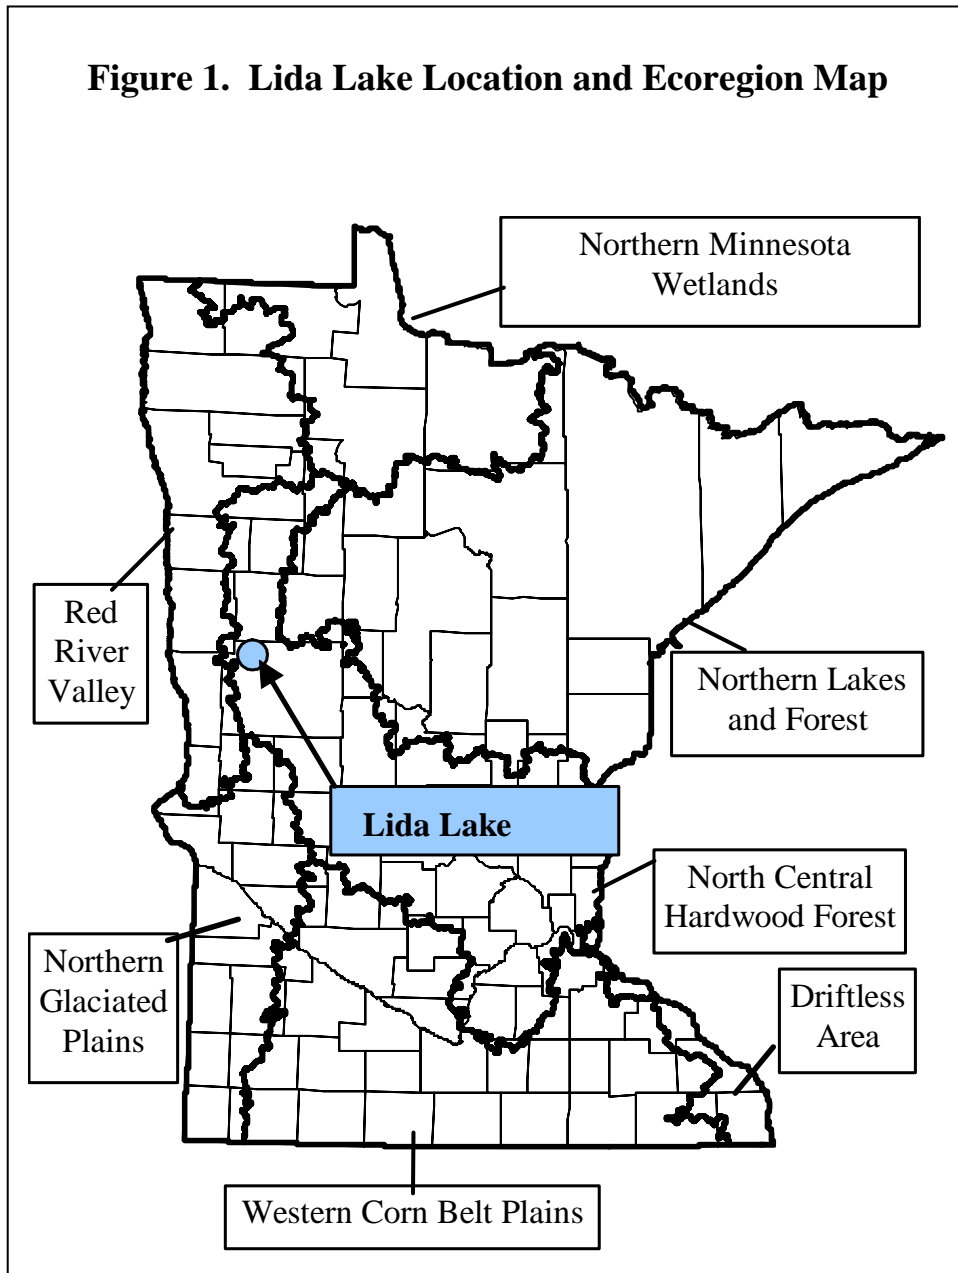 Figure 1.  Lida Lake Location and Ecoregion Map
Northern Minnesota
Wetlands
Red
River
Valley
Northern Lakes
and Forest
Lida Lake
North Central
Hardwood Forest
Northern
Glaciated
Plains
Driftless
Area
Western Corn Belt Plains